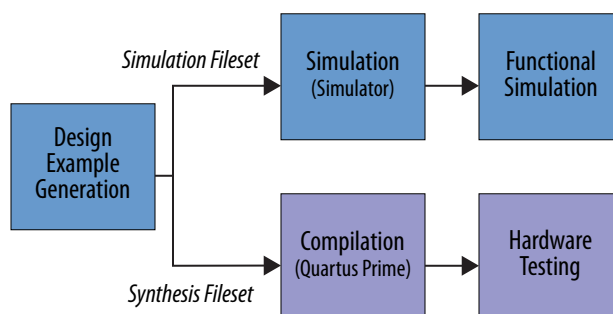 Simulation Fileset
Simulation
(Simulator)
Functional
Simulation
Design
Example
Generation
Compilation
(Quartus Prime)
Hardware
Testing
Synthesis Fileset